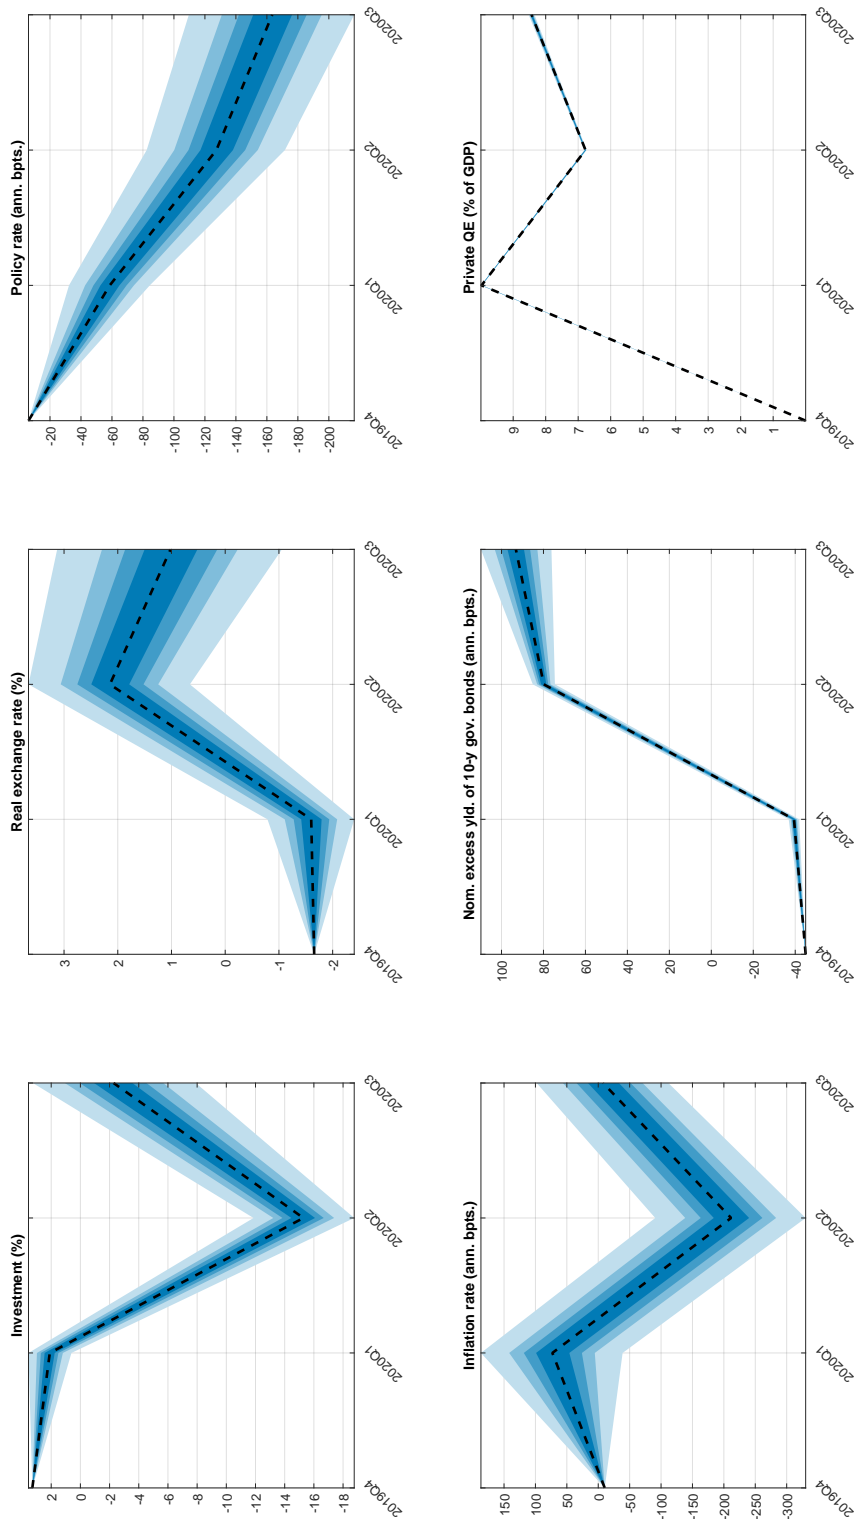 Investment (%)
2
0
-2
-4
-6
-8
-10
-12
-14
-16
-18
2019Q4
2020Q1
2020Q2
2020Q3
Real exchange rate (%)
3
2
1
0
-1
-2
2019Q4
2020Q1
2020Q2
2020Q3
Policy rate (ann. bpts.)
-20
-40
-60
-80
-100
-120
-140
-160
-180
-200
2019Q4
2020Q1
2020Q2
2020Q3
Inflation rate (ann. bpts.)
150
100
50
0
-50
-100
-150
-200
-250
-300
2019Q4
2020Q1
2020Q2
2020Q3
Nom. excess yld. of 10-y gov. bonds (ann. bpts.)
100
80
60
40
20
0
-20
-40
2019Q4
2020Q1
2020Q2
2020Q3
Private QE (% of GDP)
9
8
7
6
5
4
3
2
1
2019Q4
2020Q1
2020Q2
2020Q3